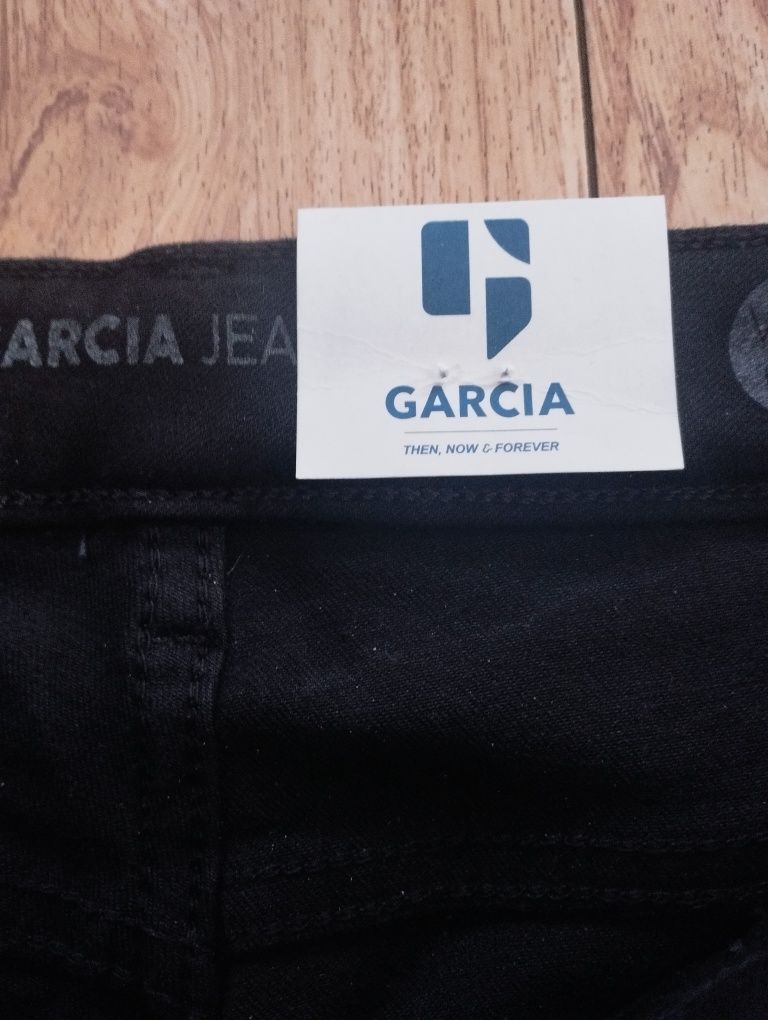 GARCIA
THEN, NOW & FOREVER
ARCIA JEA